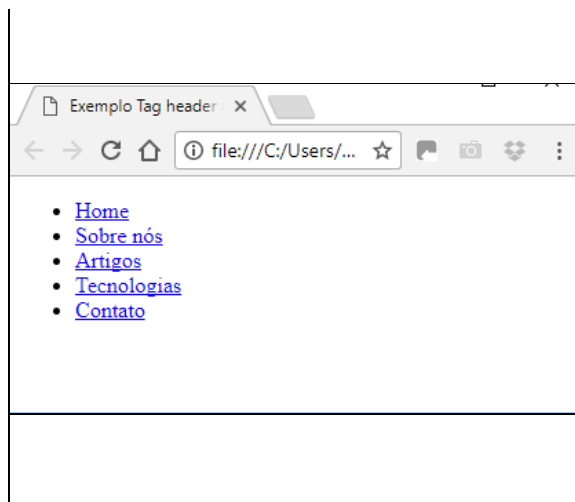 Exemplo Tag header
file:///C:/Users/...
Home
Sobre nós
Artigos
Tecnologias
Contato